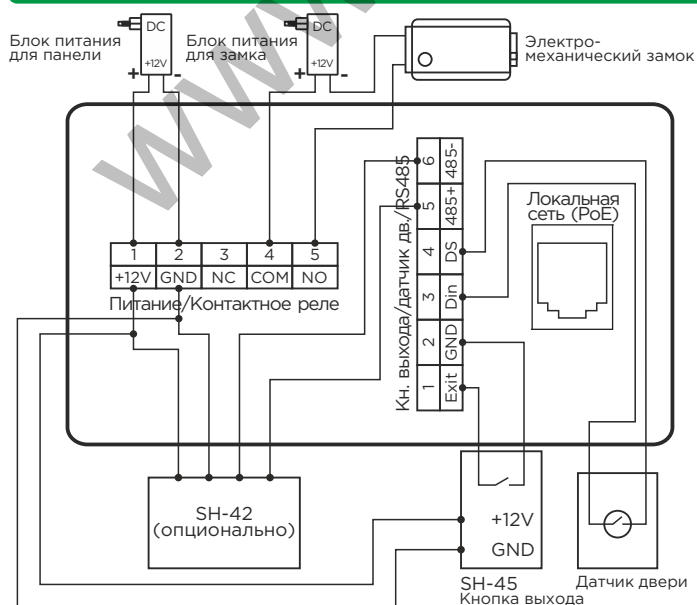 Блок питания
для панели
DC
+12V
+
-
Блок питания
для замка
DC
+12V
+
-
Электро-
механический замок
www
1 2 3 4 5
+12V GND NC COM NO
Питание/Контактное реле
Кн. выхода/датчик дв./RS485
6 485-
5 485+
4 DS
3 Din
2 GND
1 Exit
Локальная
сеть (PoE)
SH-42
(опционально)
+12V
GND
SH-45
Кнопка выхода
Датчик двери